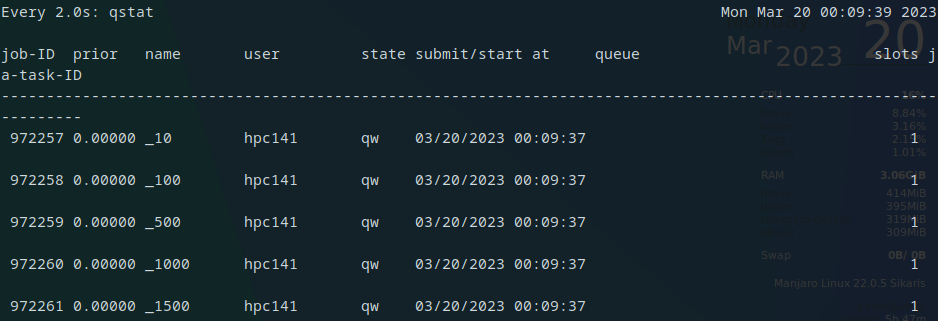 Every 2.0s: qstat Mon Mar 20 00:09:39 2023
20
Mar 2023
job-ID prior name user state submit/start at queue slots j
a-task-ID
--------------------------------------------------------------------------------------------------------
---------
CPU 16%
8.84%
3.16%
1.01%
972257 0.00000 _10 hpc141 qw 03/20/2023 00:09:37 1
972258 0.00000 _100 hpc141 qw 03/20/2023 00:09:37 1
RAM 3.06GiB
414MiB
395MiB
319MiB
309MiB
972259 0.00000 _500 hpc141 qw 03/20/2023 00:09:37 1
972260 0.00000 _1000 hpc141 qw 03/20/2023 00:09:37 1
Swap 0B/ 0B
Manjaro Linux 22.0.5 Sikaris
972261 0.00000 _1500 hpc141 qw 03/20/2023 00:09:37 1
5h 47m